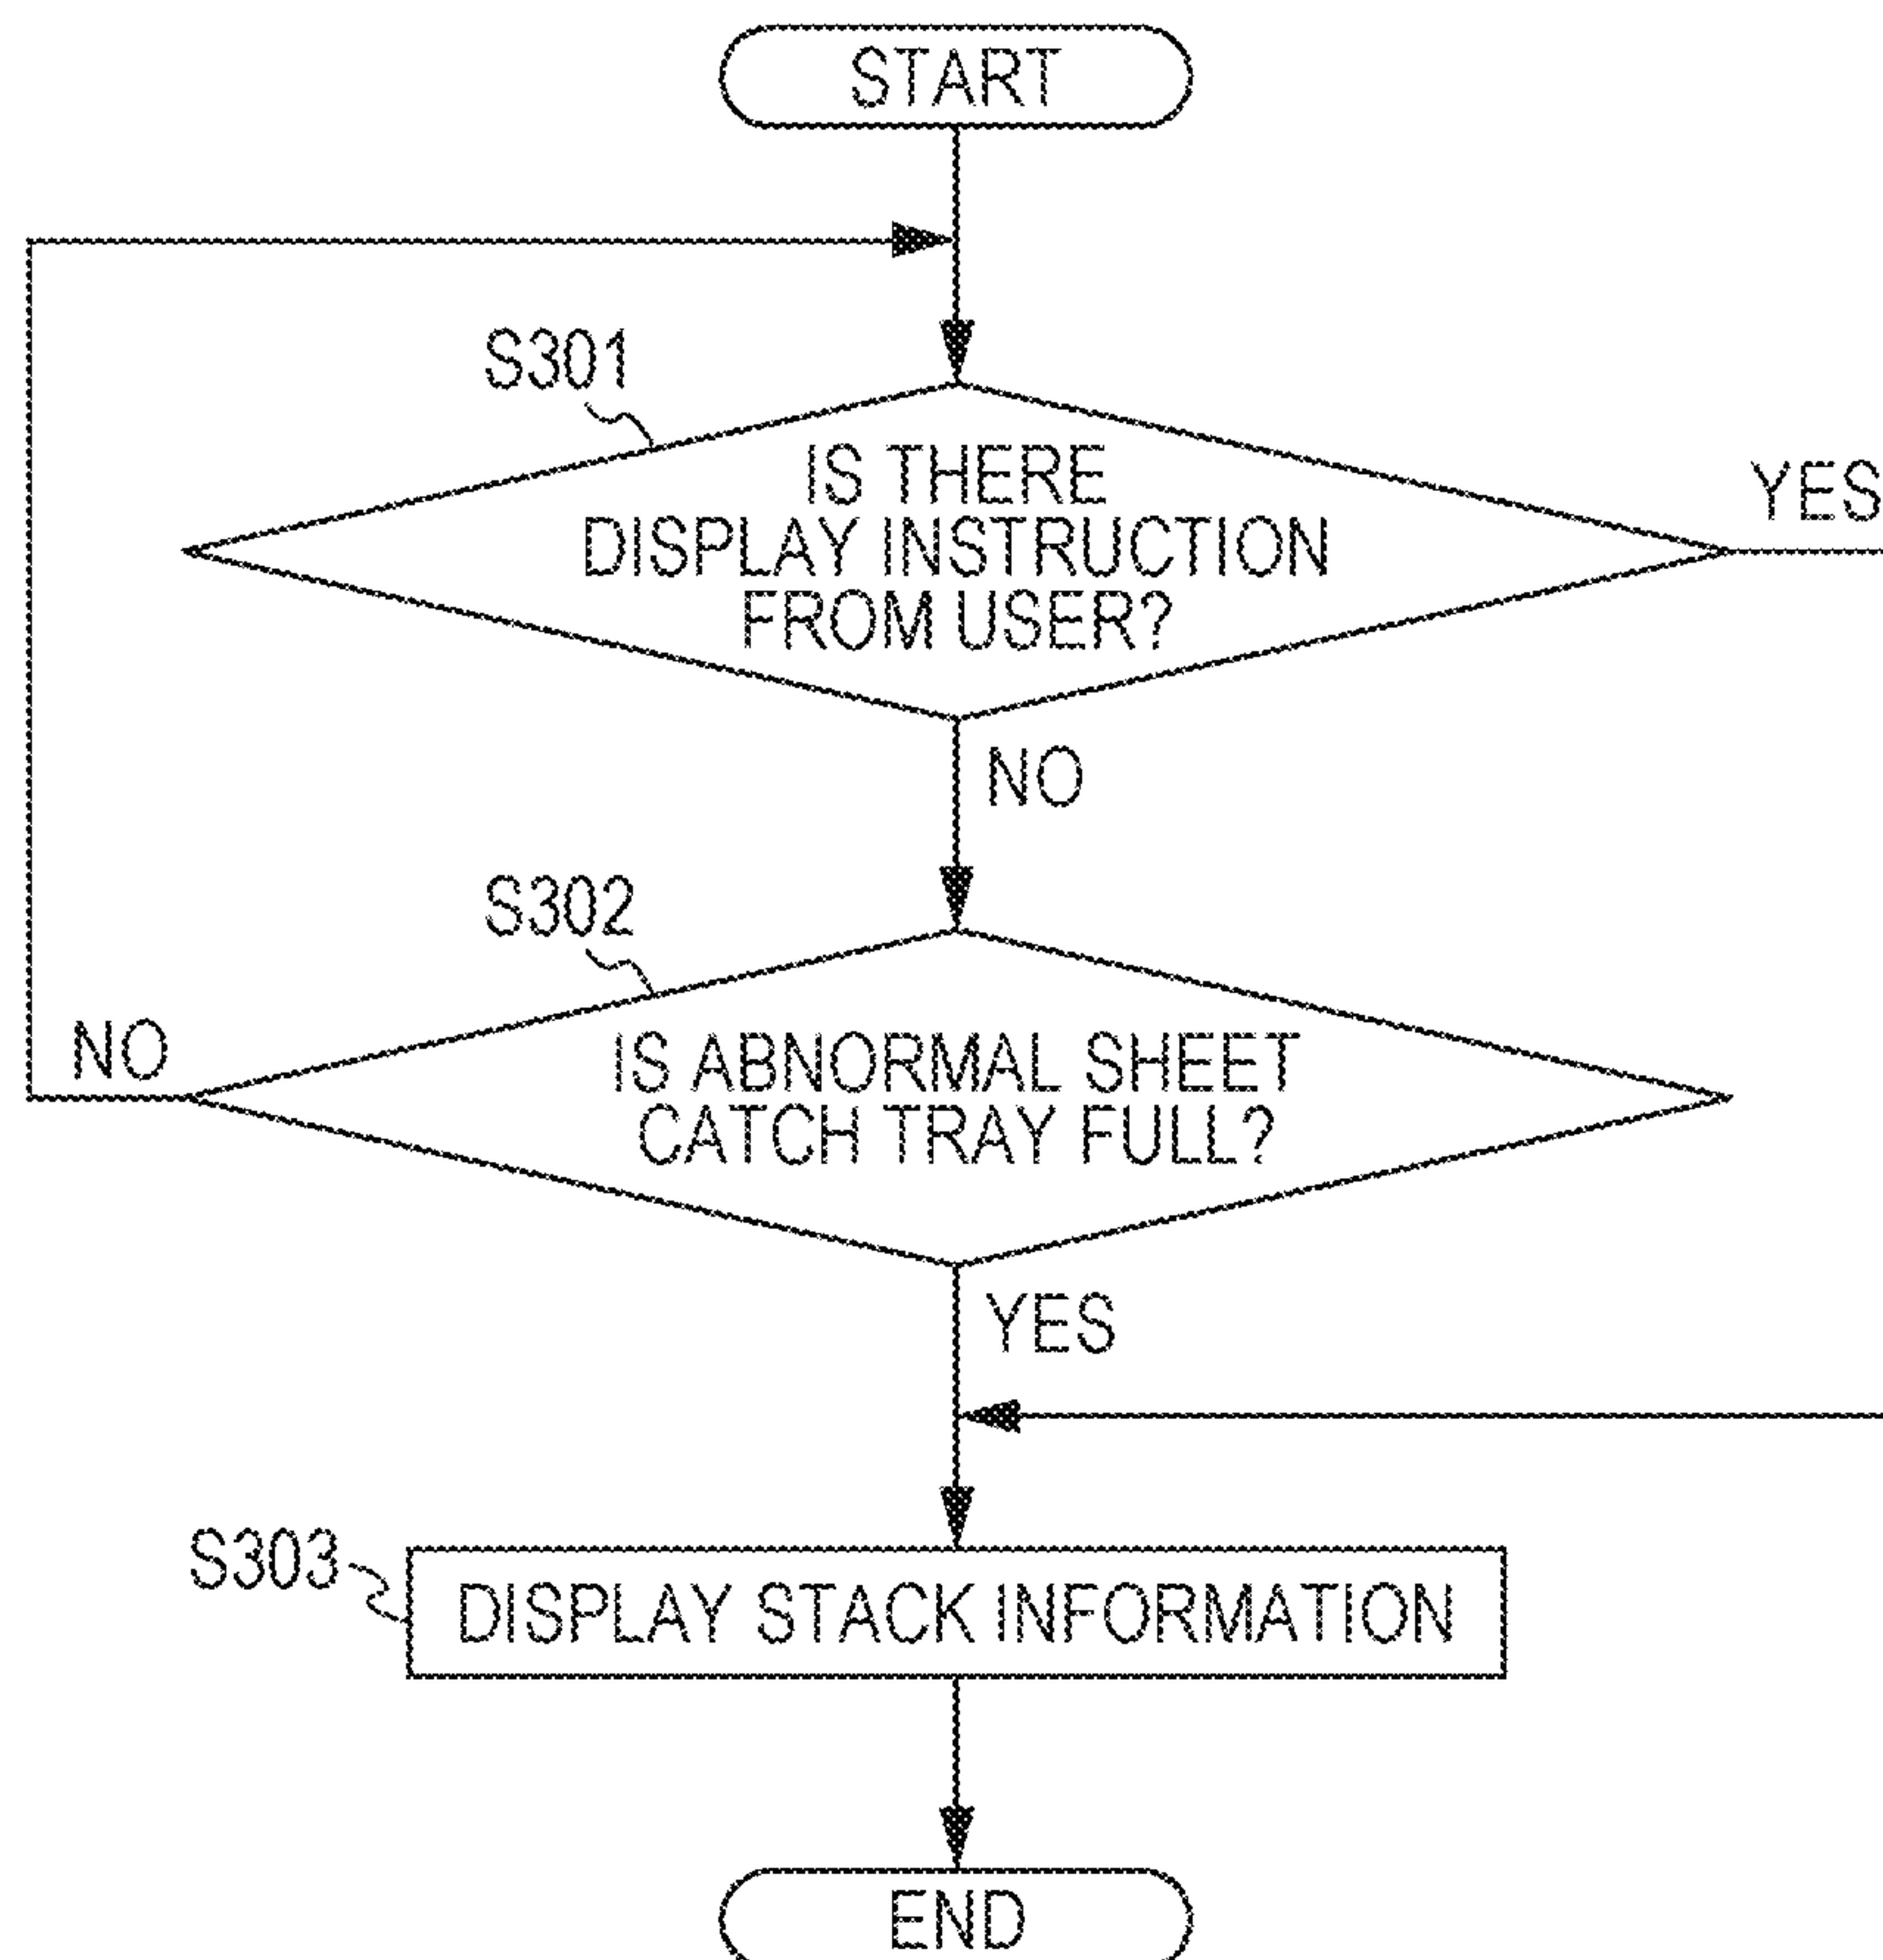 START
S301
IS THERE
DISPLAY INSTRUCTION
FROM USER?
YES
NO
S302
NO
IS ABNORMAL SHEET
CATCH TRAY FULL?
YES
S303
DISPLAY STACK INFORMATION
END